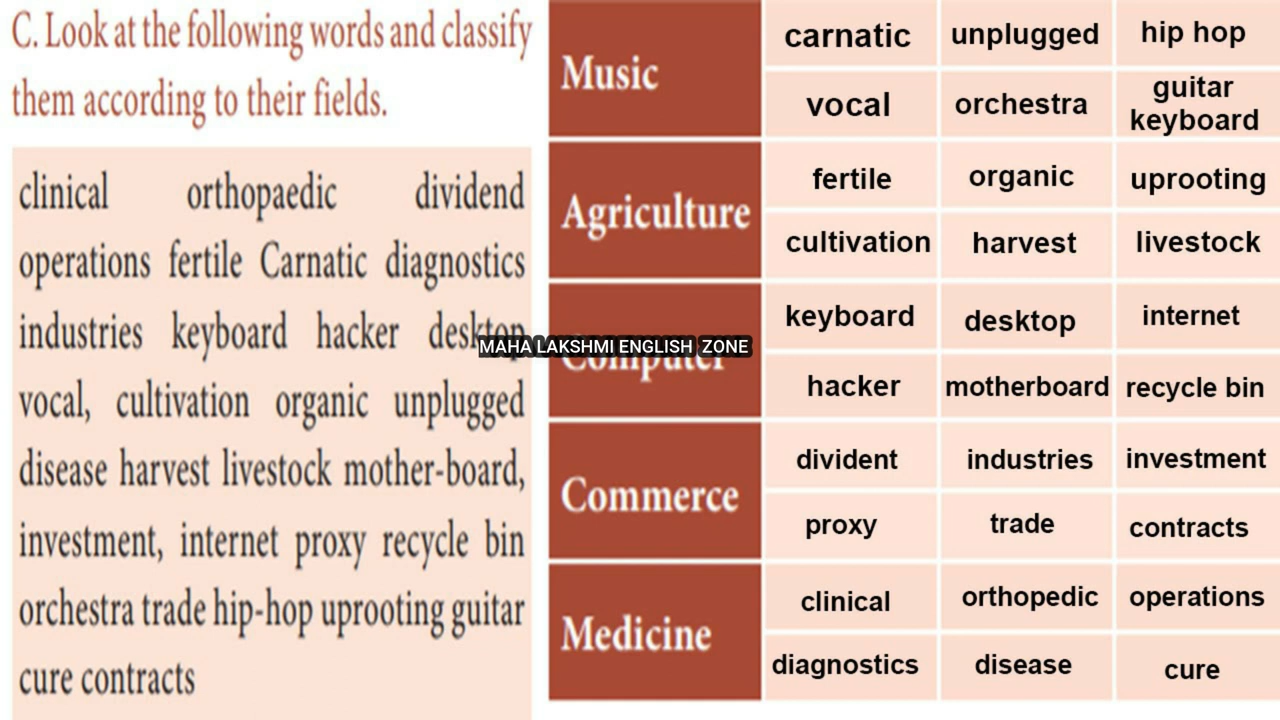 C. Look at the following words and classify
them according to their fields.
clinical orthopaedic dividend
operations fertile Carnatic diagnostics
industries keyboard hacker desktop
vocal, cultivation organic unplugged
disease harvest livestock mother-board,
investment, internet proxy recycle bin
orchestra trade hip-hop uprooting guitar
cure contracts
MAHA LAKSHMI ENGLISH ZONE
Music
carnatic unplugged hip hop
vocal orchestra guitar keyboard
Agriculture
fertile organic uprooting
cultivation harvest livestock
Computer
keyboard desktop internet
hacker motherboard recycle bin
Commerce
divident industries investment
proxy trade contracts
Medicine
clinical orthopedic operations
diagnostics disease cure